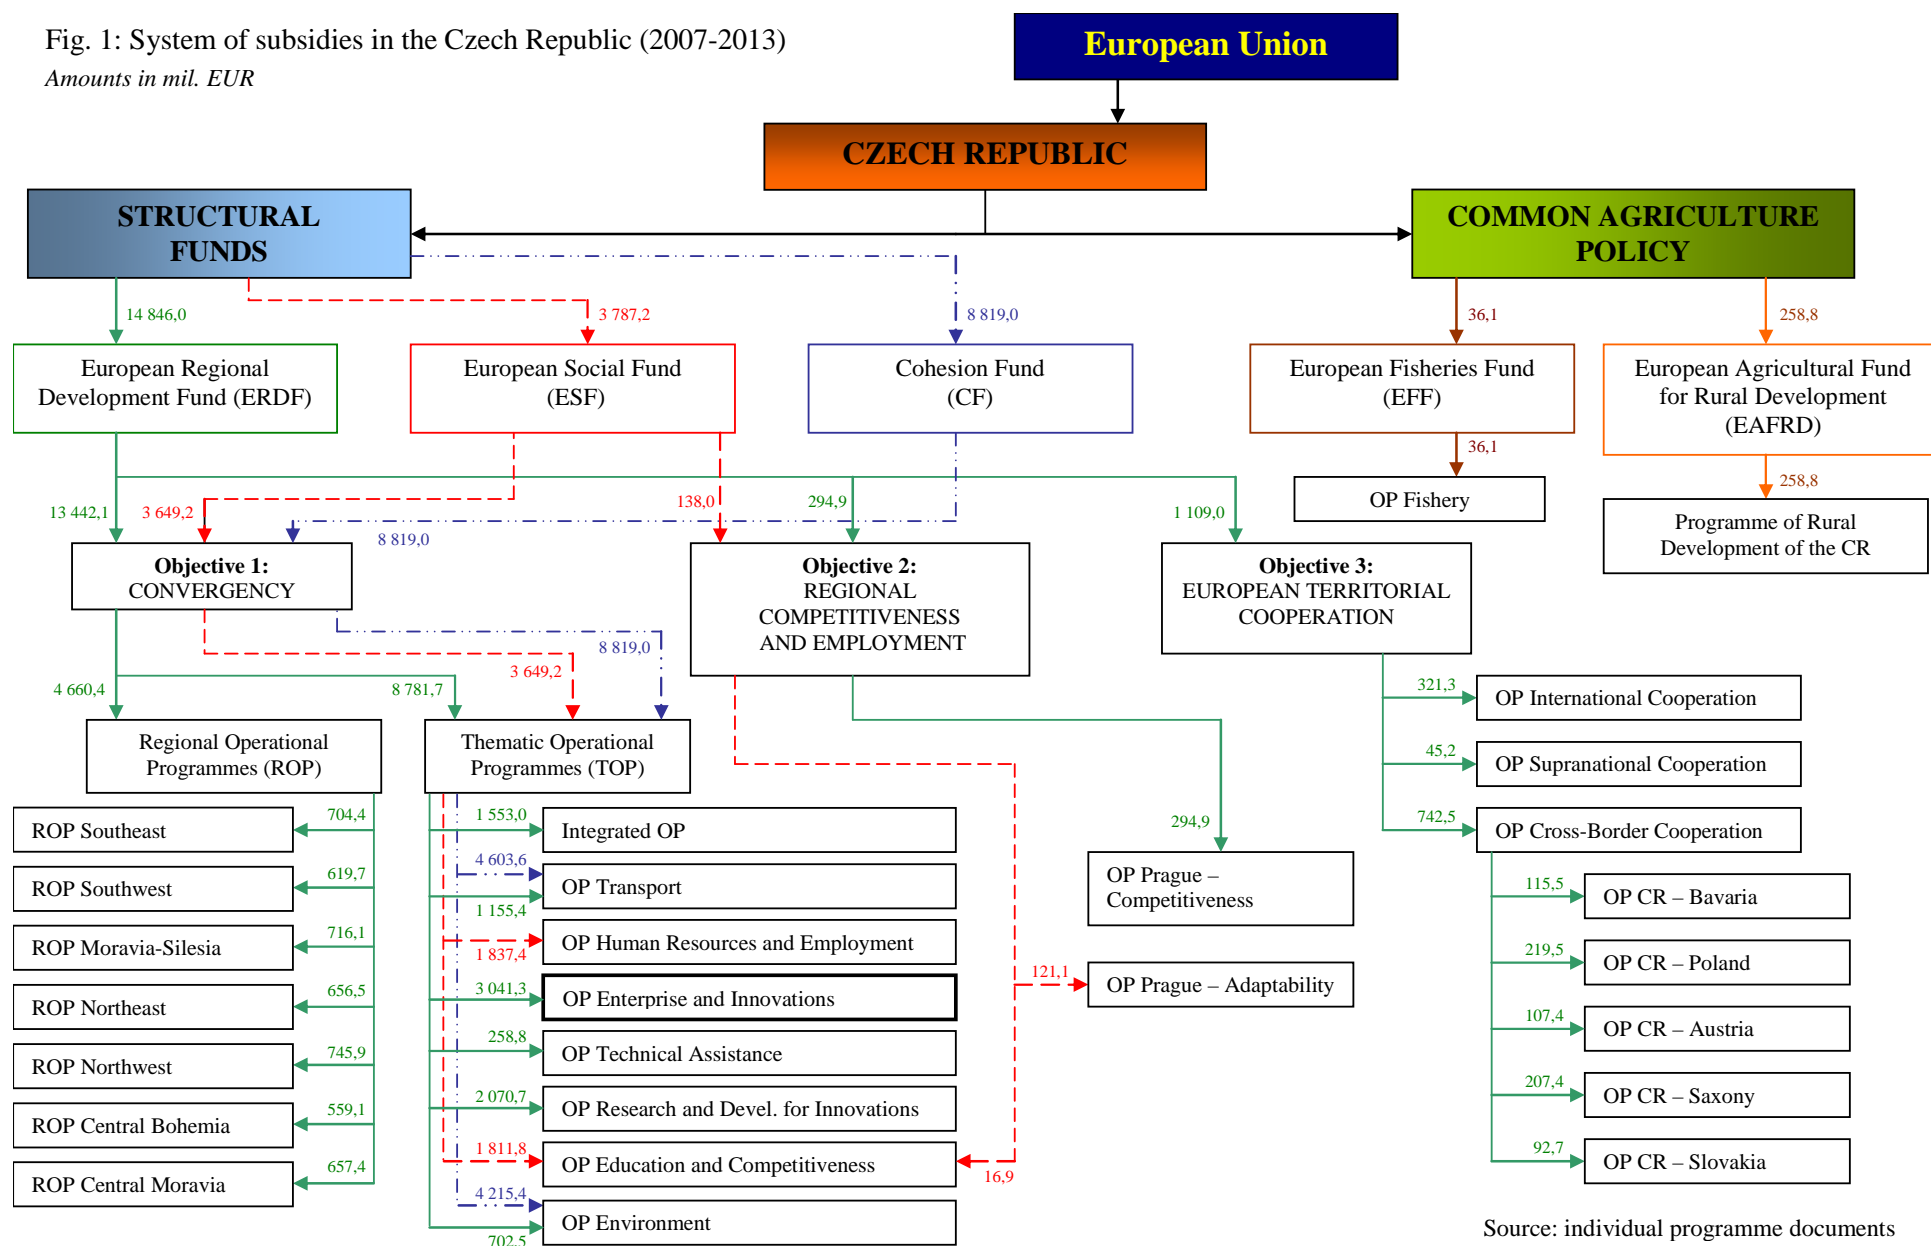 Fig. 1: System of subsidies in the Czech Republic (2007-2013)
Amounts in mil. EUR
European Union
CZECH REPUBLIC
STRUCTURAL
FUNDS
COMMON AGRICULTURE
POLICY
14 846,0
3 787,2
8 819,0
36,1
258,8
European Regional
Development Fund (ERDF)
European Social Fund
(ESF)
Cohesion Fund
(CF)
European Fisheries Fund
(EFF)
European Agricultural Fund
for Rural Development
(EAFRD)
36,1
258,8
OP Fishery
Programme of Rural
Development of the CR
13 442,1
3 649,2
8 819,0
138,0
294,9
1 109,0
Objective 1:
CONVERGENCY
Objective 2:
REGIONAL
COMPETITIVENESS
AND EMPLOYMENT
Objective 3:
EUROPEAN TERRITORIAL
COOPERATION
4 660,4
8 781,7
3 649,2
8 819,0
Regional Operational
Programmes (ROP)
Thematic Operational
Programmes (TOP)
704,4
ROP Southeast
619,7
ROP Southwest
716,1
ROP Moravia-Silesia
656,5
ROP Northeast
745,9
ROP Northwest
559,1
ROP Central Bohemia
657,4
ROP Central Moravia
1 553,0
Integrated OP
4 603,6
OP Transport
1 155,4
OP Human Resources and Employment
1 837,4
3 041,3
OP Enterprise and Innovations
258,8
OP Technical Assistance
2 070,7
OP Research and Devel. for Innovations
1 811,8
OP Education and Competitiveness
16,9
4 215,4
OP Environment
702,5
294,9
OP Prague –
Competitiveness
121,1
OP Prague – Adaptability
321,3
OP International Cooperation
45,2
OP Supranational Cooperation
742,5
OP Cross-Border Cooperation
115,5
OP CR – Bavaria
219,5
OP CR – Poland
107,4
OP CR – Austria
207,4
OP CR – Saxony
92,7
OP CR – Slovakia
Source: individual programme documents